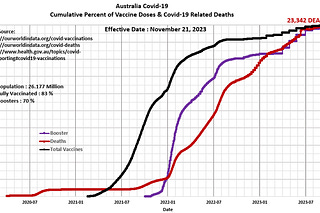 Australia Covid-19
Cumulative Percent of Vaccine Doses & Covid-19 Related Deaths
Effective Date : November 21, 2023
23,342 DEA
ource:
//ourworldindata.org/covid-vaccinations
//ourworldindata.org/covid-deaths
//www.health.gov.au/topics/covid-
porting#covid19-vaccinations
opulation : 26.177 Million
ully Vaccinated : 83 %
oosters : 70 %
Booster
Deaths
Total Vaccines
2020-07
2021-01
2021-07
2022-01
2022-07
2023-01
2023-07
Date